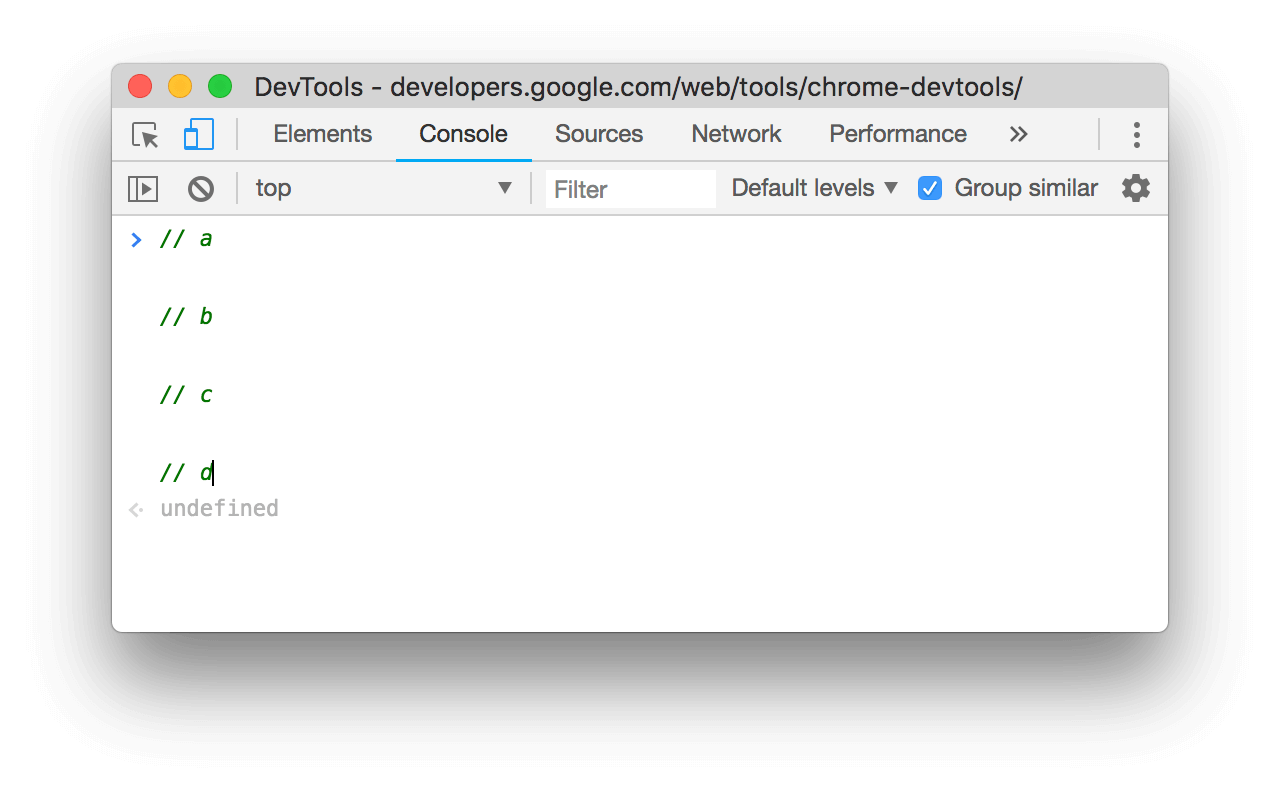 DevTools - developers.google.com/web/tools/chrome-devtools/
Elements Console Sources Network Performance »
top ▼ Filter Default levels ▼ Group similar
> // a
// b
// c
// d
undefined